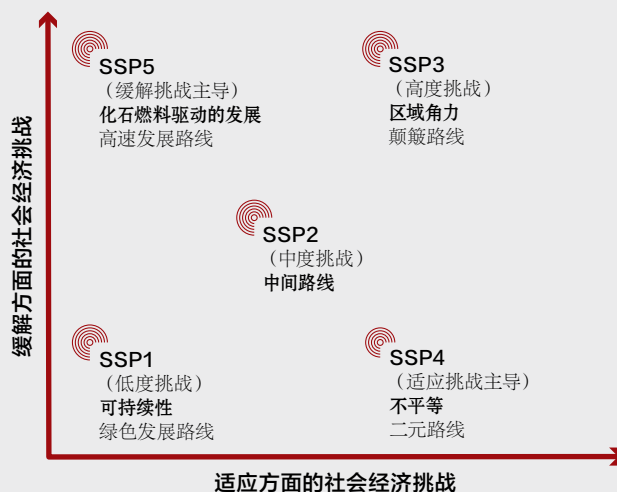 缓解方面的社会经济挑战
SSP5
（缓解挑战主导）
化石燃料驱动的发展
高速发展路线
SSP3
（高度挑战）
区域角力
颠簸路线
SSP2
（中度挑战）
中间路线
SSP1
（低度挑战）
可持续性
绿色发展路线
SSP4
（适应挑战主导）
不平等
二元路线
适应方面的社会经济挑战